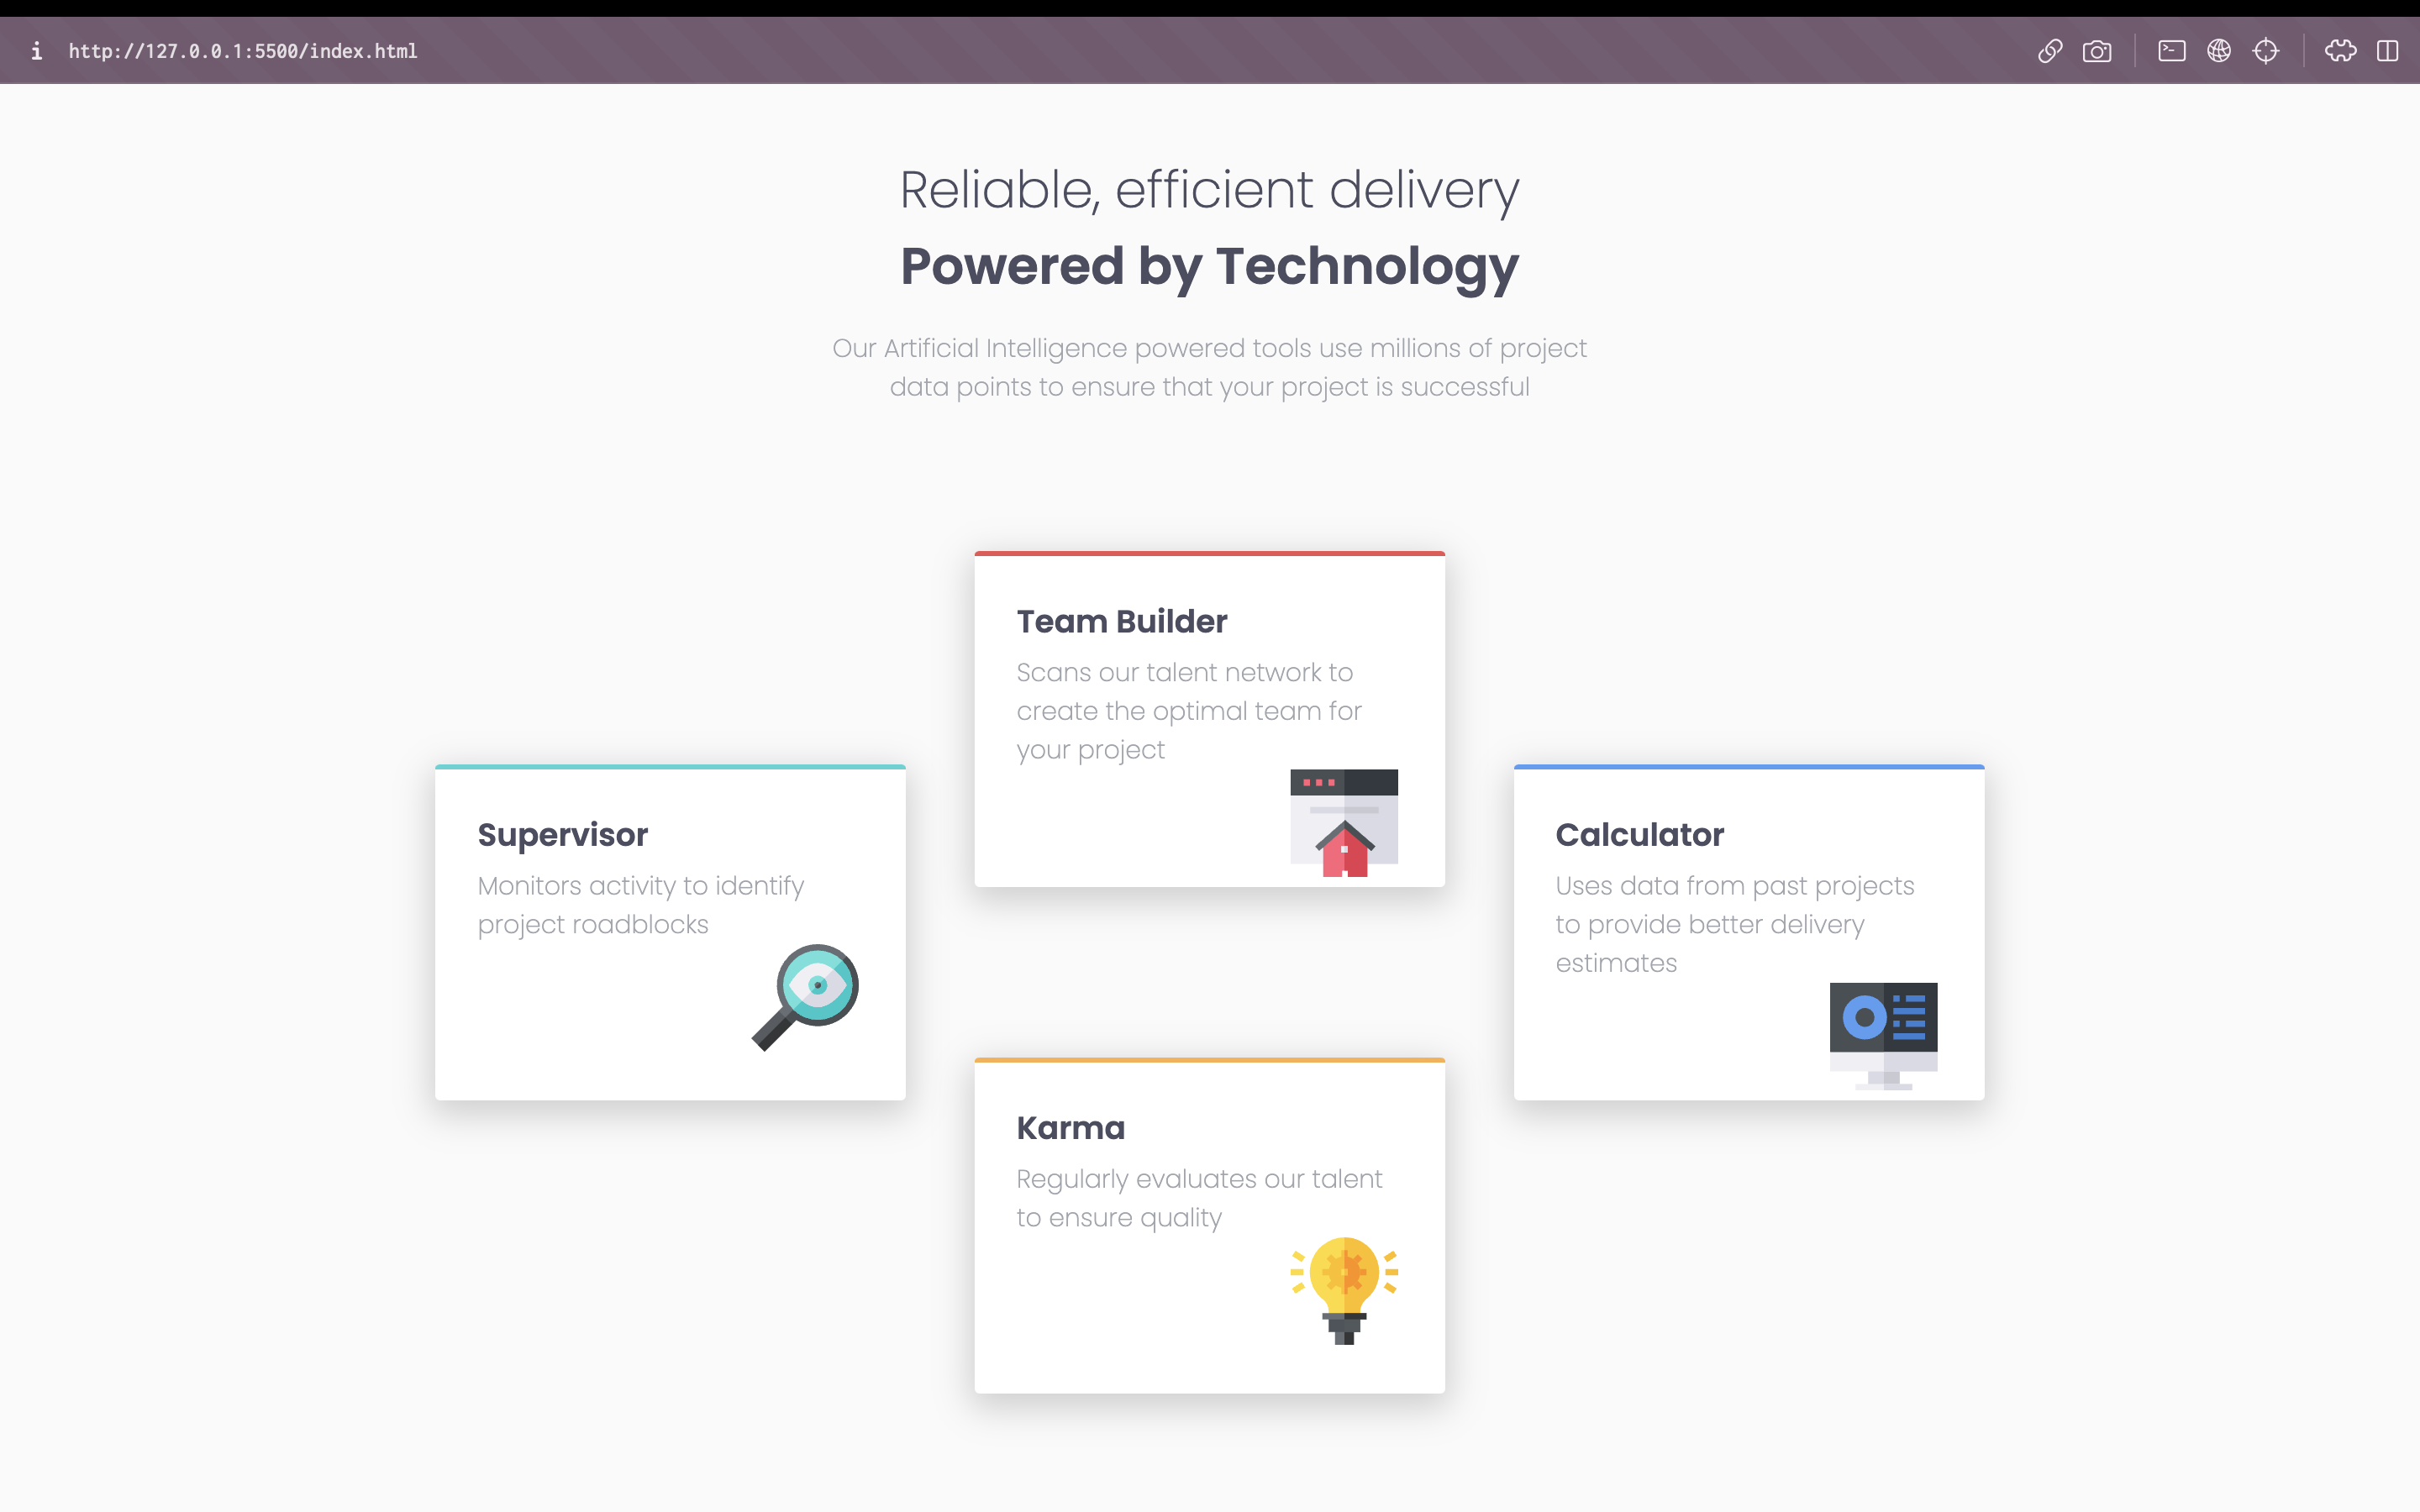 http://127.0.0.1:5500/index.html
Reliable, efficient delivery
Powered by Technology
Our Artificial Intelligence powered tools use millions of project
data points to ensure that your project is successful
Team Builder
Scans our talent network to
create the optimal team for
your project
Supervisor
Monitors activity to identify
project roadblocks
Calculator
Uses data from past projects
to provide better delivery
estimates
Karma
Regularly evaluates our talent
to ensure quality